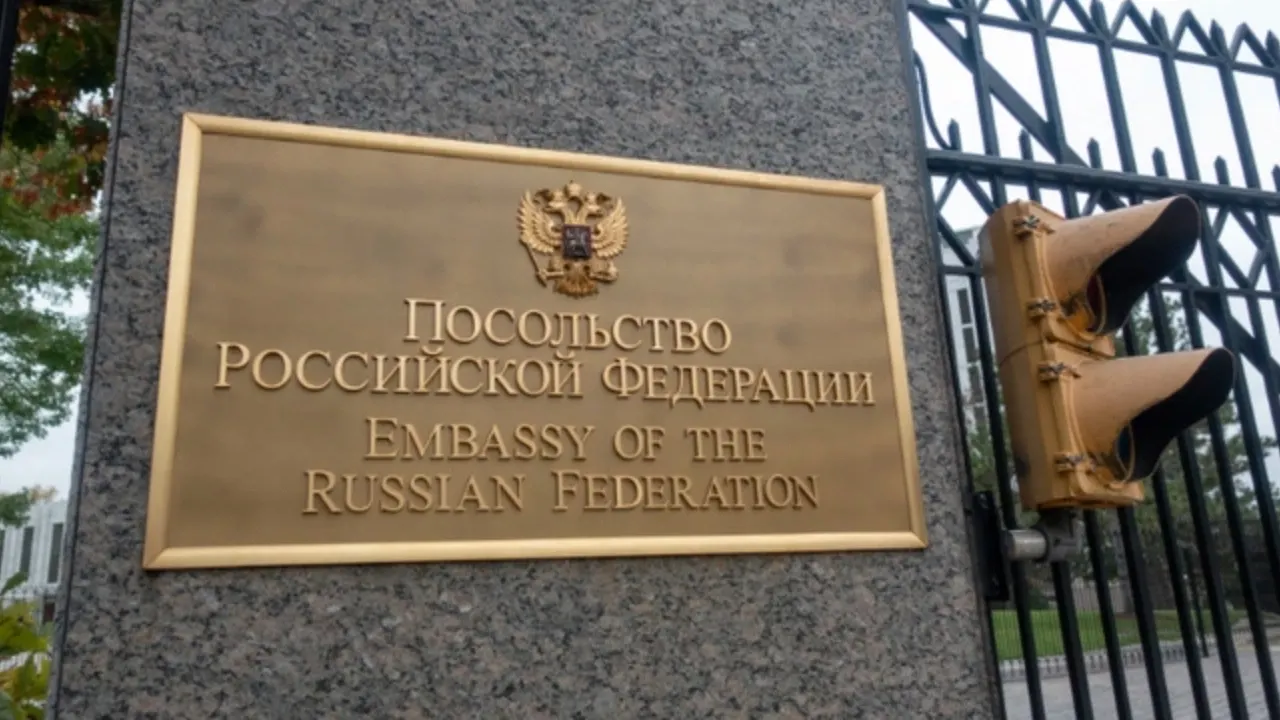 Посольство
Российской Федерации
Embassy of the
Russian Federation